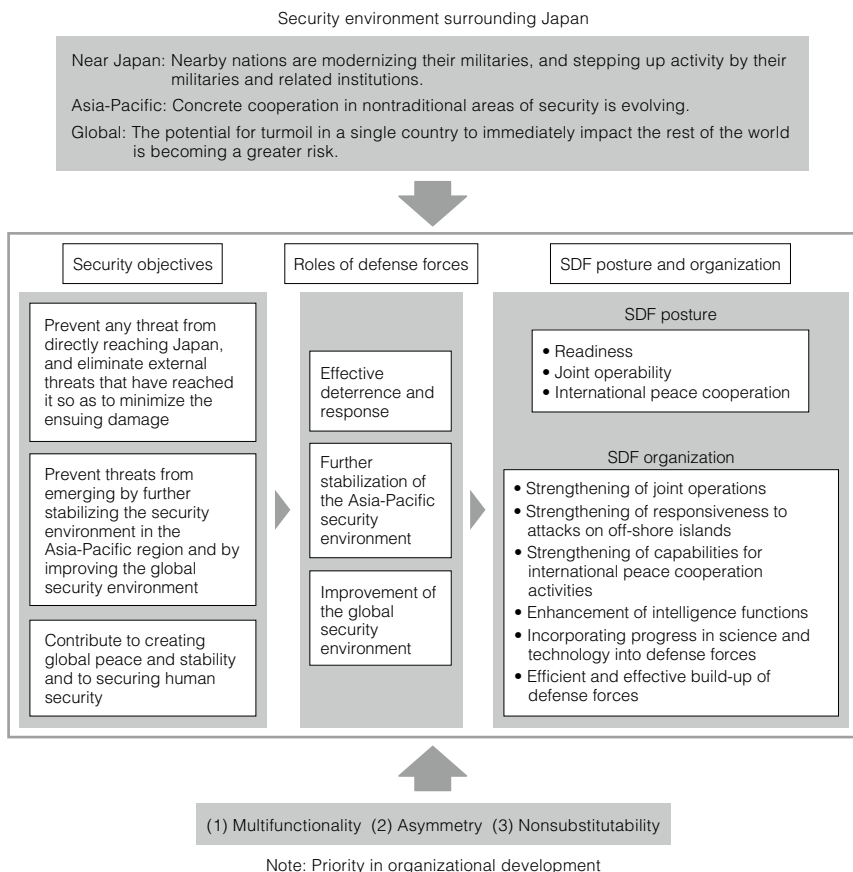 Security environment surrounding Japan
Near Japan: Nearby nations are modernizing their militaries, and stepping up activity by their
militaries and related institutions.
Asia-Pacific: Concrete cooperation in nontraditional areas of security is evolving.
Global: The potential for turmoil in a single country to immediately impact the rest of the world
is becoming a greater risk.
Security objectives
Prevent any threat from
directly reaching Japan,
and eliminate external
threats that have reached
it so as to minimize the
ensuing damage
Prevent threats from
emerging by further
stabilizing the security
environment in the
Asia-Pacific region and by
improving the global
security environment
Contribute to creating
global peace and stability
and to securing human
security
Roles of defense forces
Effective
deterrence and
response
Further
stabilization of
the Asia-Pacific
security
environment
Improvement of
the global
security
environment
SDF posture and organization
SDF posture
• Readiness
• Joint operability
• International peace cooperation
SDF organization
• Strengthening of joint operations
• Strengthening of responsiveness to
attacks on off-shore islands
• Strengthening of capabilities for
international peace cooperation
activities
• Enhancement of intelligence functions
• Incorporating progress in science and
technology into defense forces
• Efficient and effective build-up of
defense forces
(1) Multifunctionality (2) Asymmetry (3) Nonsubstitutability
Note: Priority in organizational development